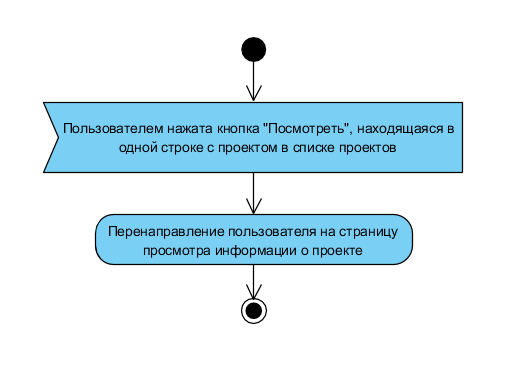 Пользователем нажата кнопка "Посмотреть", находящаяся в
одной строке с проектом в списке проектов
Перенаправление пользователя на страницу
просмотра информации о проекте